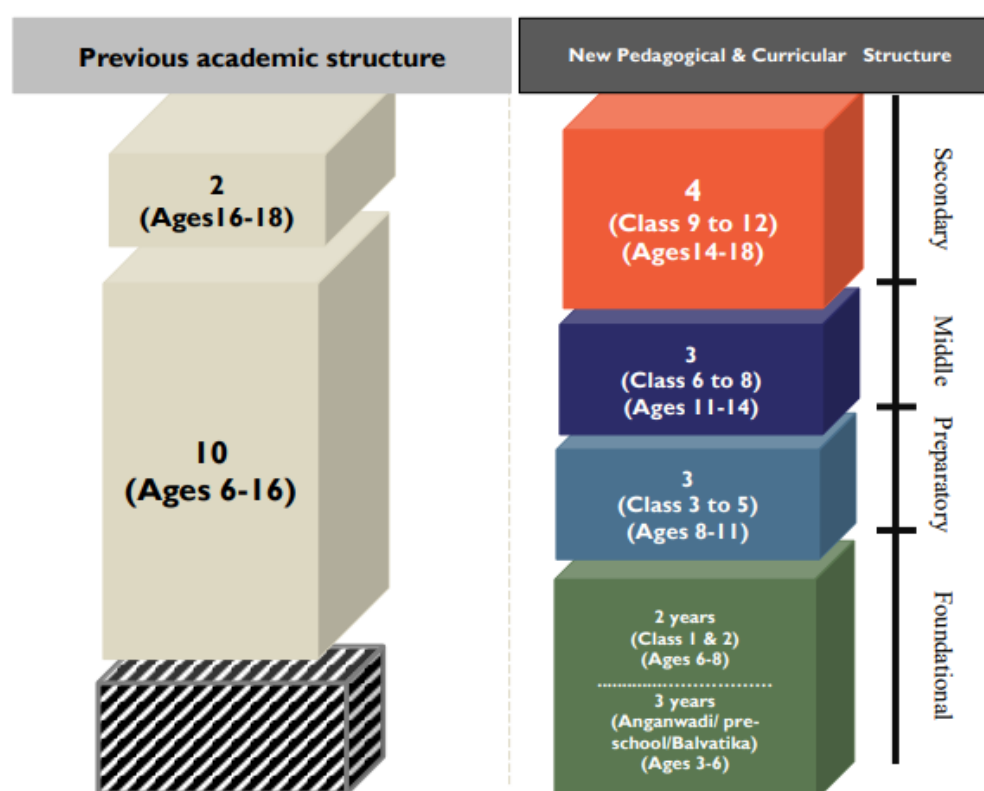 Previous academic structure
New Pedagogical & Curricular Structure
2
(Ages16-18)
10
(Ages 6-16)
4
(Class 9 to 12)
(Ages14-18)
3
(Class 6 to 8)
(Ages 11-14)
3
(Class 3 to 5)
(Ages 8-11)
2 years
(Class 1 & 2)
(Ages 6-8)
3 years
(Anganwadi/ pre-
school/Balvatika)
(Ages 3-6)
Secondary
Middle
Preparatory
Foundational